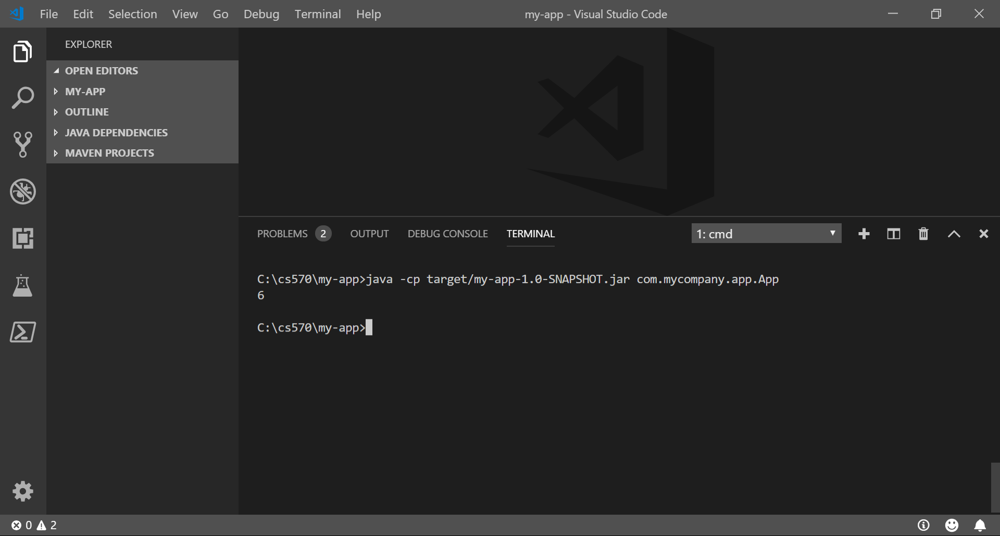 File Edit Selection View Go Debug Terminal Help my-app - Visual Studio Code
EXPLORER
OPEN EDITORS
MY-APP
OUTLINE
JAVA DEPENDENCIES
MAVEN PROJECTS
PROBLEMS 2 OUTPUT DEBUG CONSOLE TERMINAL 1: cmd
C:\cs570\my-app>java -cp target/my-app-1.0-SNAPSHOT.jar com.mycompany.app.App
6
C:\cs570\my-app>
0 2